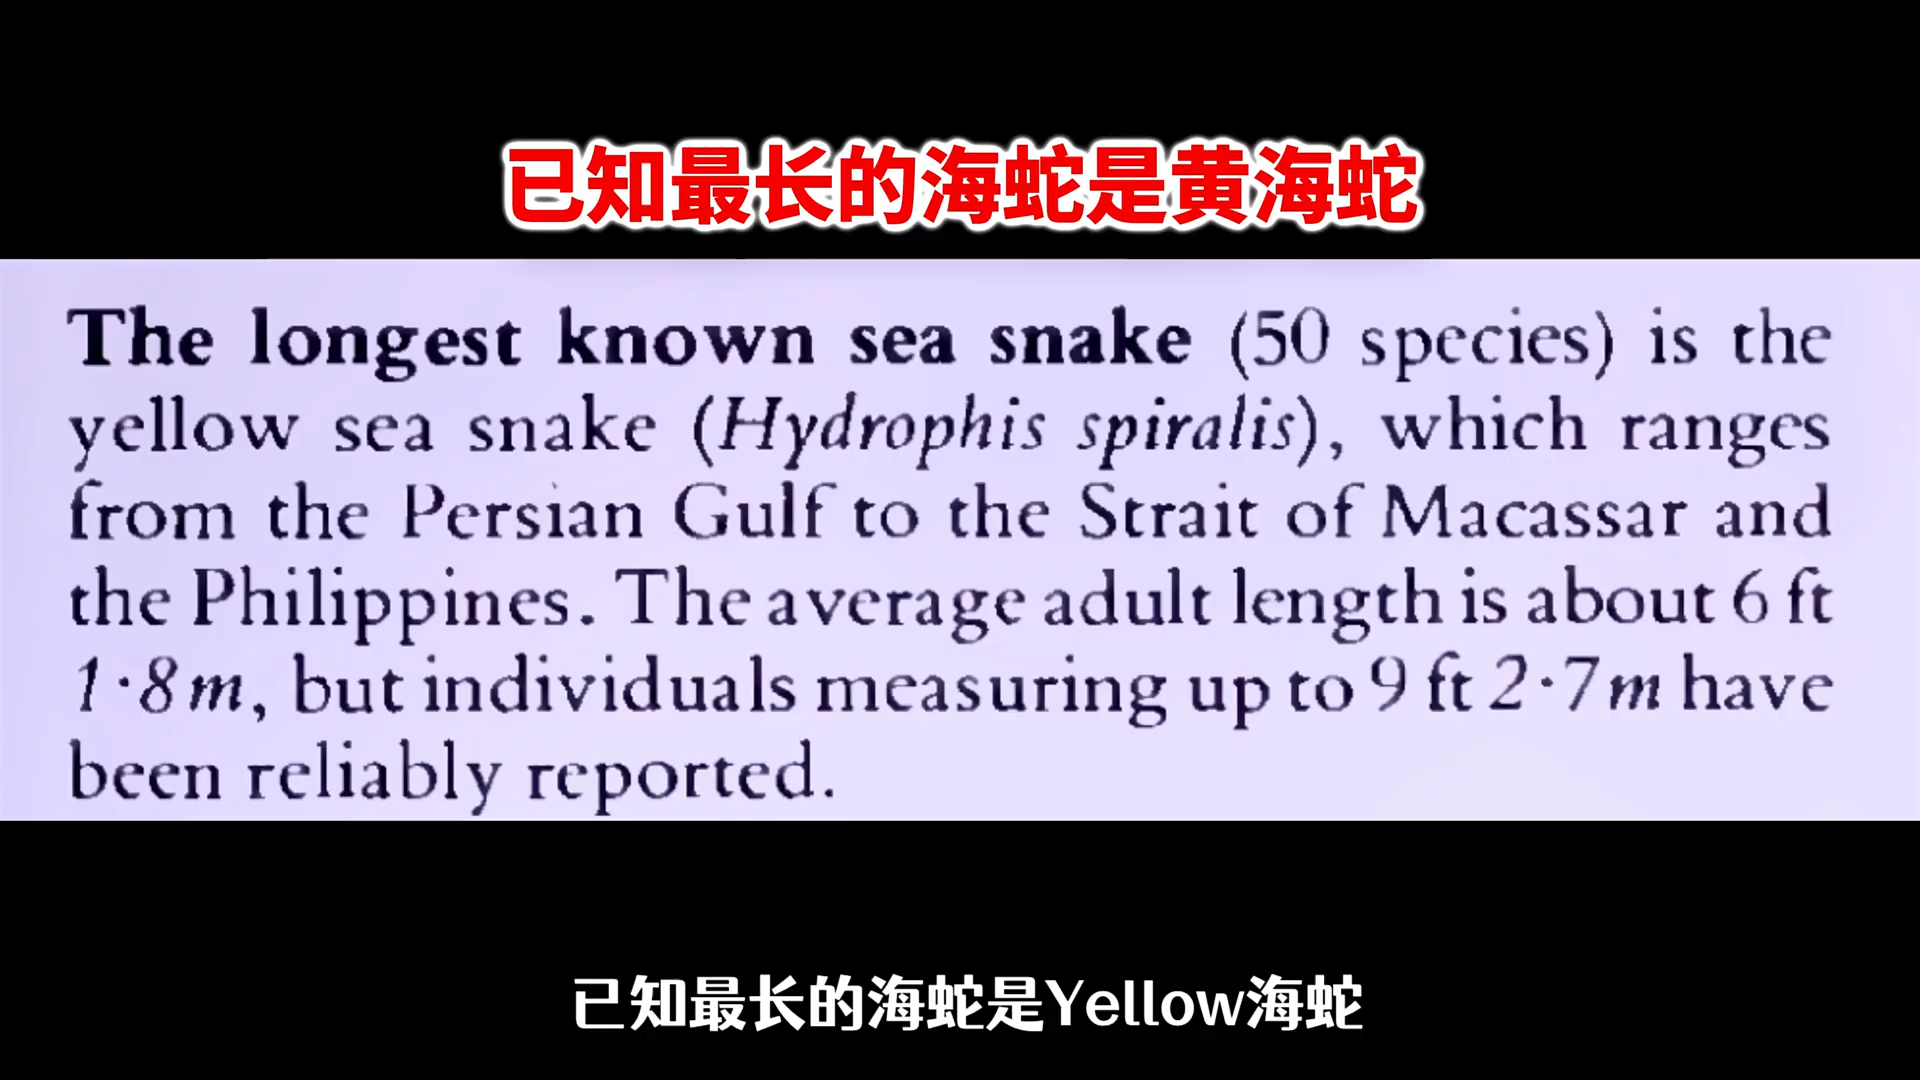 已知最长的海蛇是黄海蛇
The longest known sea snake (50 species) is the
yellow sea snake (Hydrophis spiralis), which ranges
from the Persian Gulf to the Strait of Macassar and
the Philippines. The average adult length is about 6 ft
1·8 m, but individuals measuring up to 9 ft 2·7 m have
been reliably reported.
已知最长的海蛇是Yellow海蛇